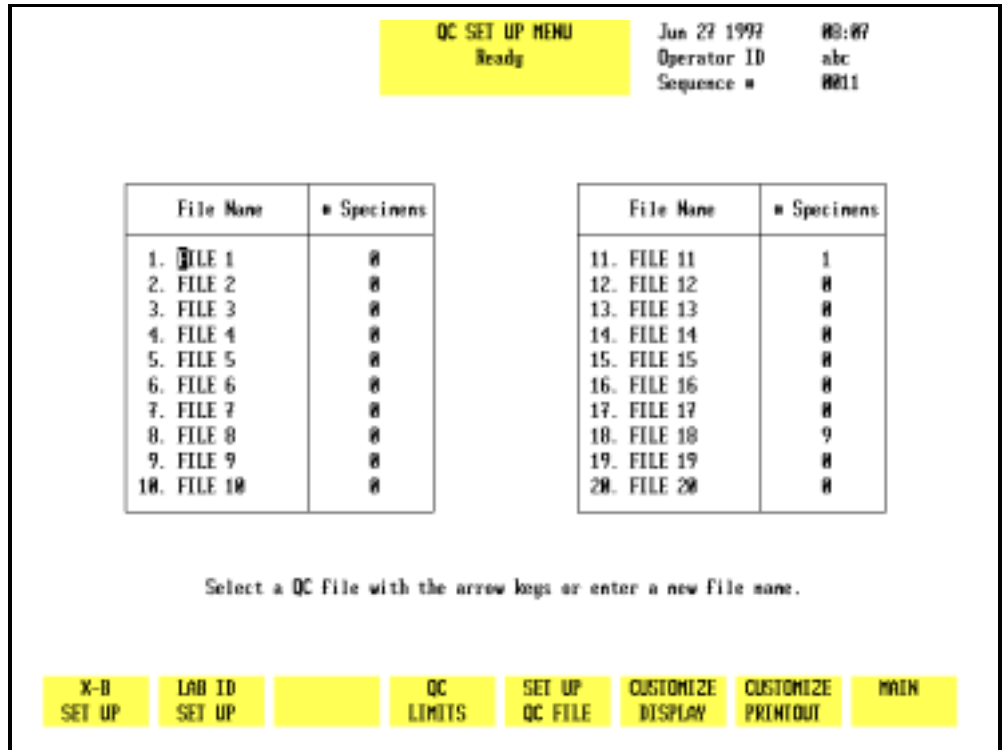 QC SET UP MENU
Ready
Jun 27 1997 08:07
Operator ID abc
Sequence # 0011
File Name # Specimens
1. FILE 1 0
2. FILE 2 0
3. FILE 3 0
4. FILE 4 0
5. FILE 5 0
6. FILE 6 0
7. FILE 7 0
8. FILE 8 0
9. FILE 9 0
10. FILE 10 0
File Name # Specimens
11. FILE 11 1
12. FILE 12 0
13. FILE 13 0
14. FILE 14 0
15. FILE 15 0
16. FILE 16 0
17. FILE 17 0
18. FILE 18 9
19. FILE 19 0
20. FILE 20 0
Select a QC file with the arrow keys or enter a new file name.
X-B
SET UP
LAB ID
SET UP
QC
LIMITS
SET UP
QC FILE
CUSTOMIZE
DISPLAY
CUSTOMIZE
PRINTOUT
MAIN